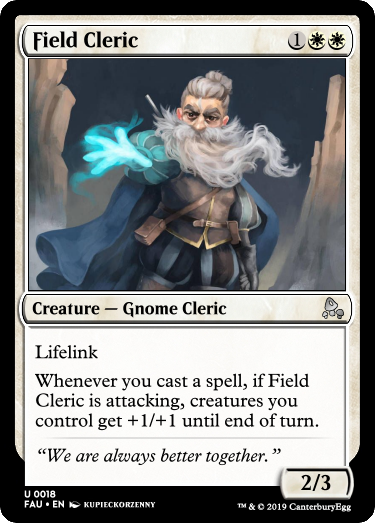 Field Cleric 1
Creature — Gnome Cleric
Lifelink
Whenever you cast a spell, if Field
Cleric is attacking, creatures you
control get +1/+1 until end of turn.
“We are always better together.”
2/3
U 0018
FAU • EN KUPIECKORZENNY
™ & © 2019 CanterburyEgg